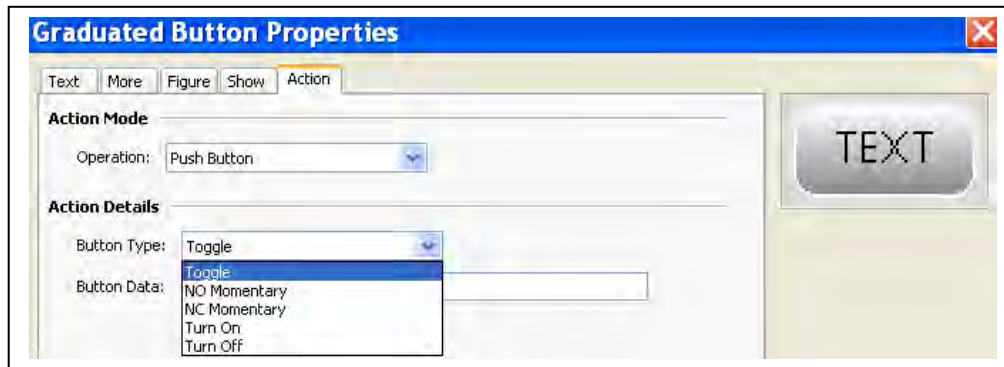 Graduated Button Properties
Text More Figure Show Action
Action Mode
Operation: Push Button
TEXT
Action Details
Button Type: Toggle
Toggle
Button Data:
NO Momentary
NC Momentary
Turn On
Turn Off